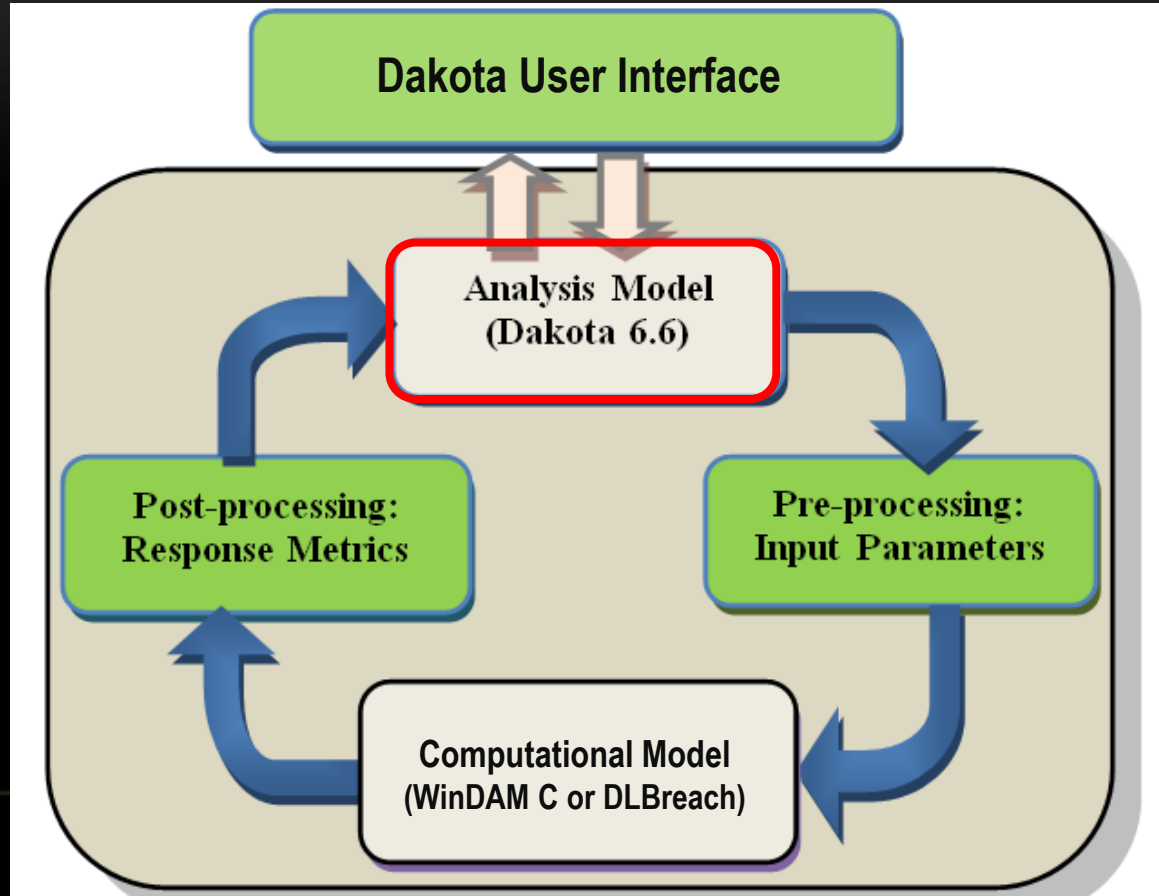 Dakota User Interface
Analysis Model
(Dakota 6.6)
Post-processing:
Response Metrics
Pre-processing:
Input Parameters
Computational Model
(WinDAM C or DLBreach)